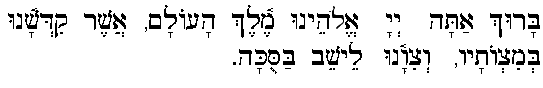 בָּרוּךְ אַתָּה יְיָ אֱלֹהֵינוּ מֶֽלֶךְ הָעוֹלָם, אֲשֶׁר קִדְּשָֽׁנוּ
בְּמִצְוֹתָיו, וְצִוָּֽנוּ לֵישֵׁב בַּסֻּכָּה.